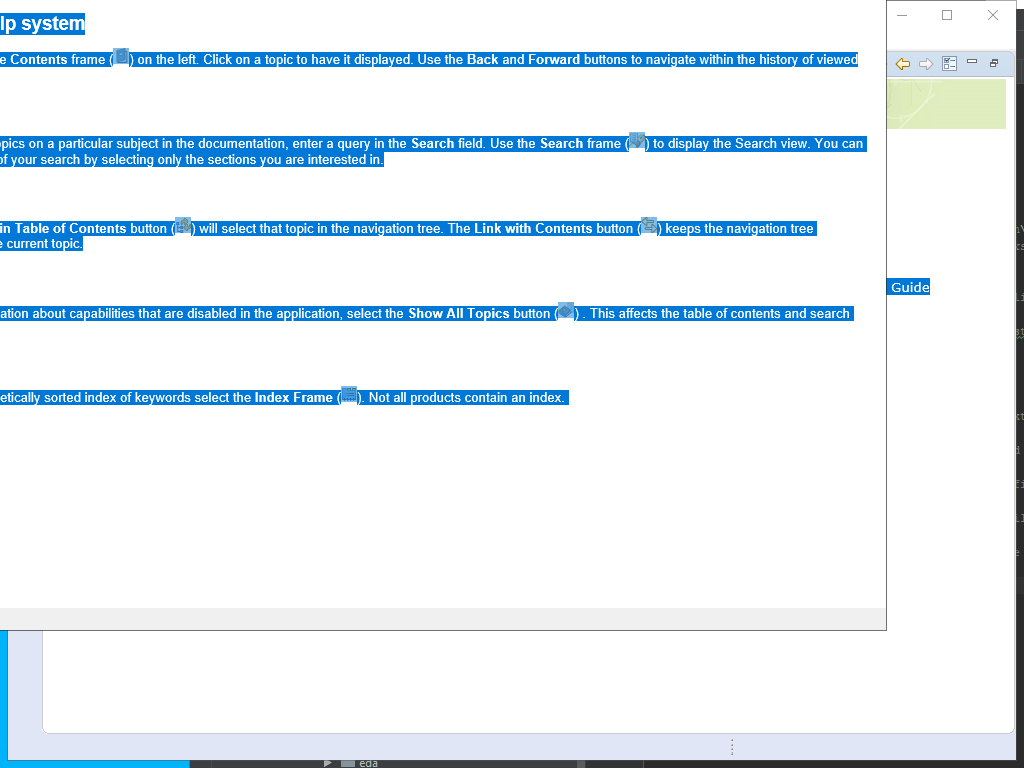 lp system
e Contents frame ( ) on the left. Click on a topic to have it displayed. Use the Back and Forward buttons to navigate within the history of viewed
opics on a particular subject in the documentation, enter a query in the Search field. Use the Search frame ( ) to display the Search view. You can
of your search by selecting only the sections you are interested in.
in Table of Contents button ( ) will select that topic in the navigation tree. The Link with Contents button ( ) keeps the navigation tree
e current topic.
Guide
ation about capabilities that are disabled in the application, select the Show All Topics button ( ) . This affects the table of contents and search
etically sorted index of keywords select the Index Frame ( ). Not all products contain an index.
eda